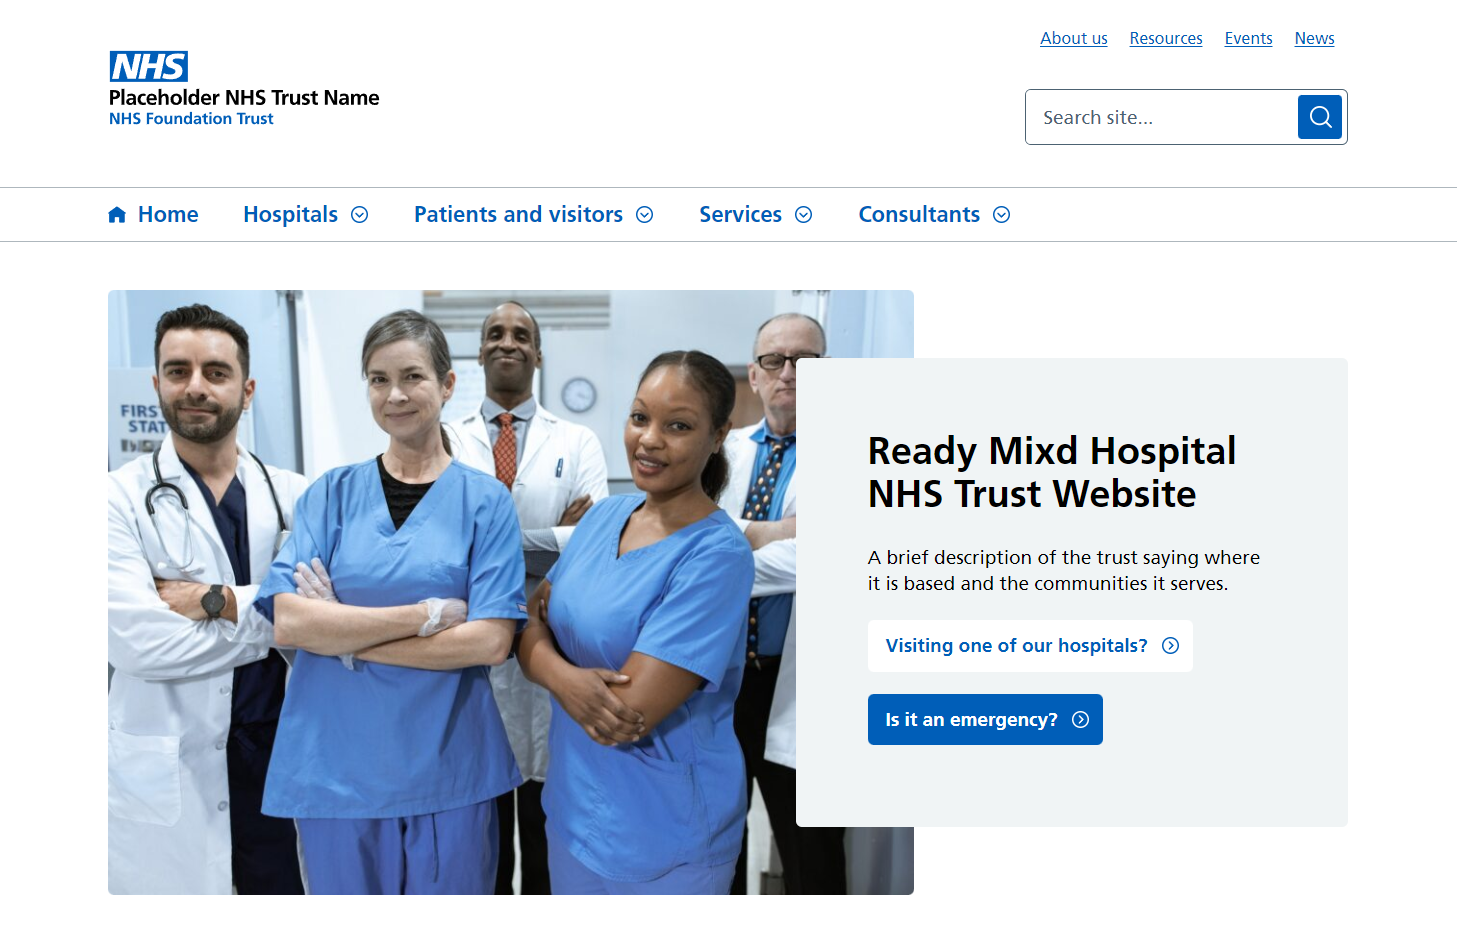 About us Resources Events News
NHS
Placeholder NHS Trust Name
NHS Foundation Trust
Search site...
Home Hospitals Patients and visitors Services Consultants
FIRS
STAT
Ready Mixd Hospital
NHS Trust Website
A brief description of the trust saying where
it is based and the communities it serves.
Visiting one of our hospitals?
Is it an emergency?